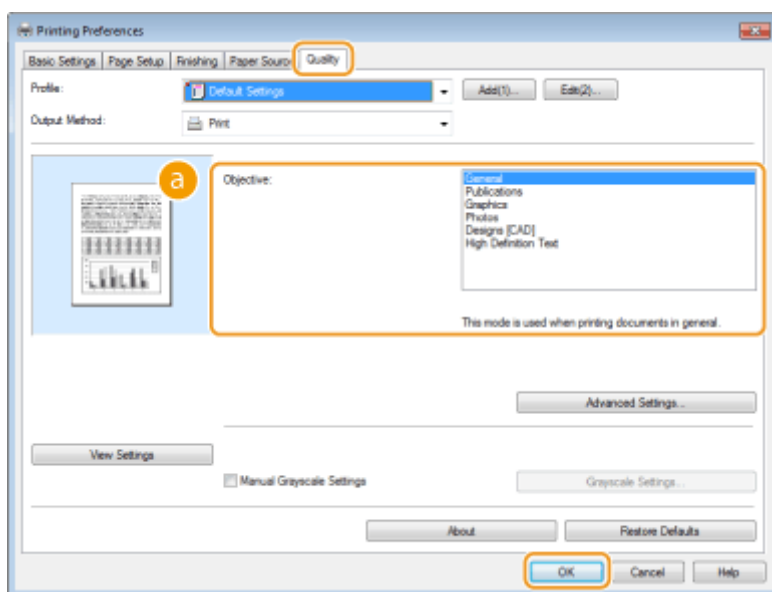 Printing Preferences
Basic Settings Page Setup Finishing Paper Source Quality
Profile: Default Settings Add(1)... Edit(2)...
Output Method: Print
a
Objective:
General
Publications
Graphics
Photos
Designs [CAD]
High Definition Text
This mode is used when printing documents in general.
Advanced Settings...
View Settings
Manual Grayscale Settings Grayscale Settings...
About Restore Defaults
OK Cancel Help